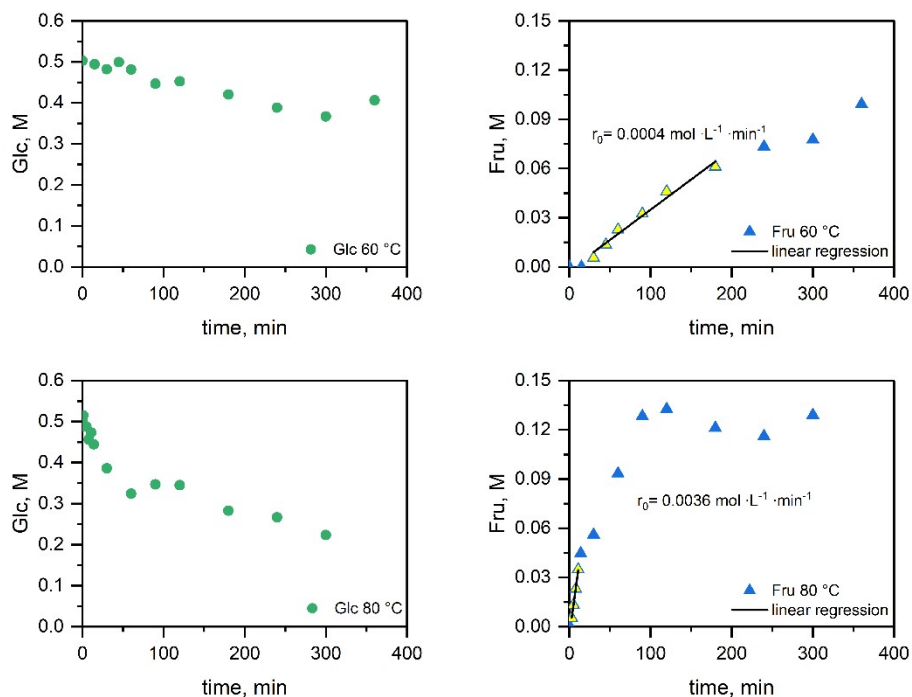 0.6
0.5
0.4
0.3
0.2
0.1
0.0
Glc, M
Glc 60 °C
0 100 200 300 400
time, min
0.15
0.12
0.09
0.06
0.03
0.00
Fru, M
r₀= 0.0004 mol ·L⁻¹ ·min⁻¹
Fru 60 °C
linear regression
0 100 200 300 400
time, min
0.6
0.5
0.4
0.3
0.2
0.1
0.0
Glc, M
Glc 80 °C
0 100 200 300 400
time, min
0.15
0.12
0.09
0.06
0.03
0.00
Fru, M
r₀= 0.0036 mol ·L⁻¹ ·min⁻¹
Fru 80 °C
linear regression
0 100 200 300 400
time, min